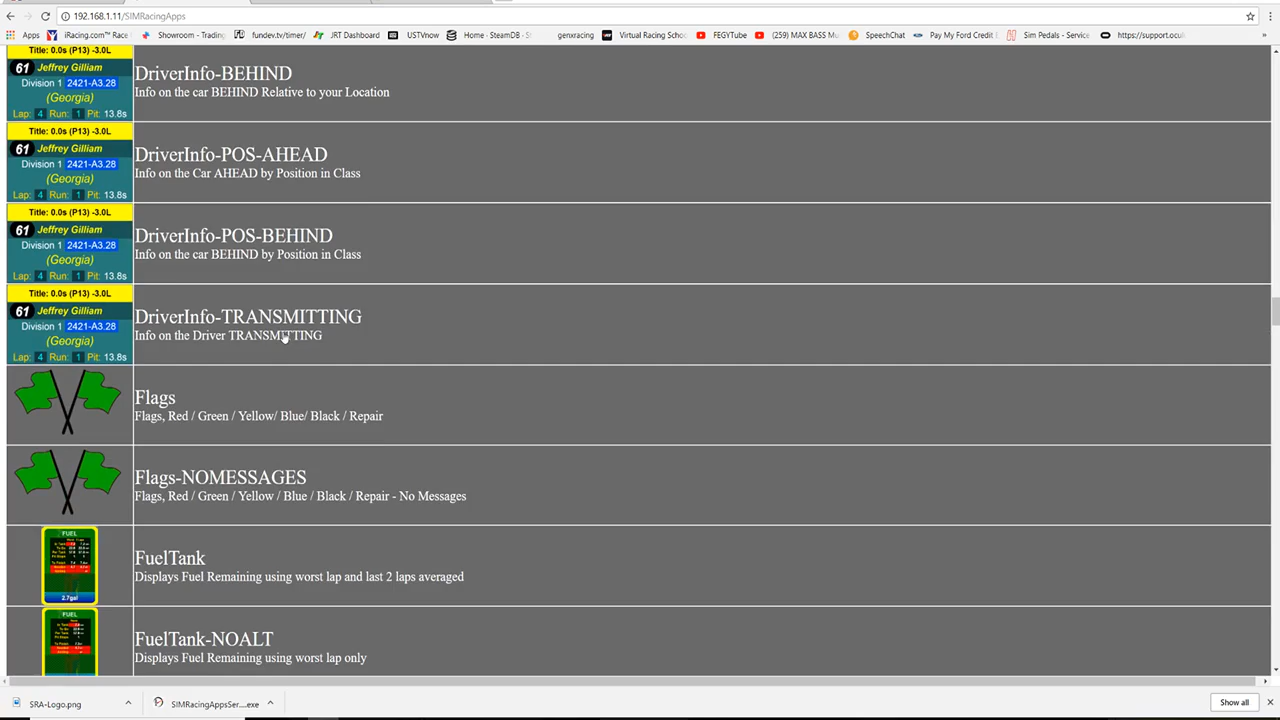 192.168.1.11/SIMRacingApps
Apps iRacing.com™ Race Showroom - Trading fundev.tv/timer/ JRT Dashboard USTVnow Home · SteamDB · S genxracing Virtual Racing Schoo FEGYTube (259) MAX BASS Mu SpeechChat Pay My Ford Credit Sim Pedals - Service https://support.ocul »
Title: 0.0s (P13) -3.0L
61 Jeffrey Gilliam
Division 1 2421-A3.28
(Georgia)
Lap: 4 Run: 1 Pit: 13.8s
DriverInfo-BEHIND
Info on the car BEHIND Relative to your Location
Title: 0.0s (P13) -3.0L
61 Jeffrey Gilliam
Division 1 2421-A3.28
(Georgia)
Lap: 4 Run: 1 Pit: 13.8s
DriverInfo-POS-AHEAD
Info on the Car AHEAD by Position in Class
Title: 0.0s (P13) -3.0L
61 Jeffrey Gilliam
Division 1 2421-A3.28
(Georgia)
Lap: 4 Run: 1 Pit: 13.8s
DriverInfo-POS-BEHIND
Info on the car BEHIND by Position in Class
Title: 0.0s (P13) -3.0L
61 Jeffrey Gilliam
Division 1 2421-A3.28
(Georgia)
Lap: 4 Run: 1 Pit: 13.8s
DriverInfo-TRANSMITTING
Info on the Driver TRANSMITTING
Flags
Flags, Red / Green / Yellow/ Blue/ Black / Repair
Flags-NOMESSAGES
Flags, Red / Green / Yellow / Blue / Black / Repair - No Messages
FUEL
2.7gal
FuelTank
Displays Fuel Remaining using worst lap and last 2 laps averaged
FUEL
FuelTank-NOALT
Displays Fuel Remaining using worst lap only
SRA-Logo.png
SIMRacingAppsSer....exe
Show all